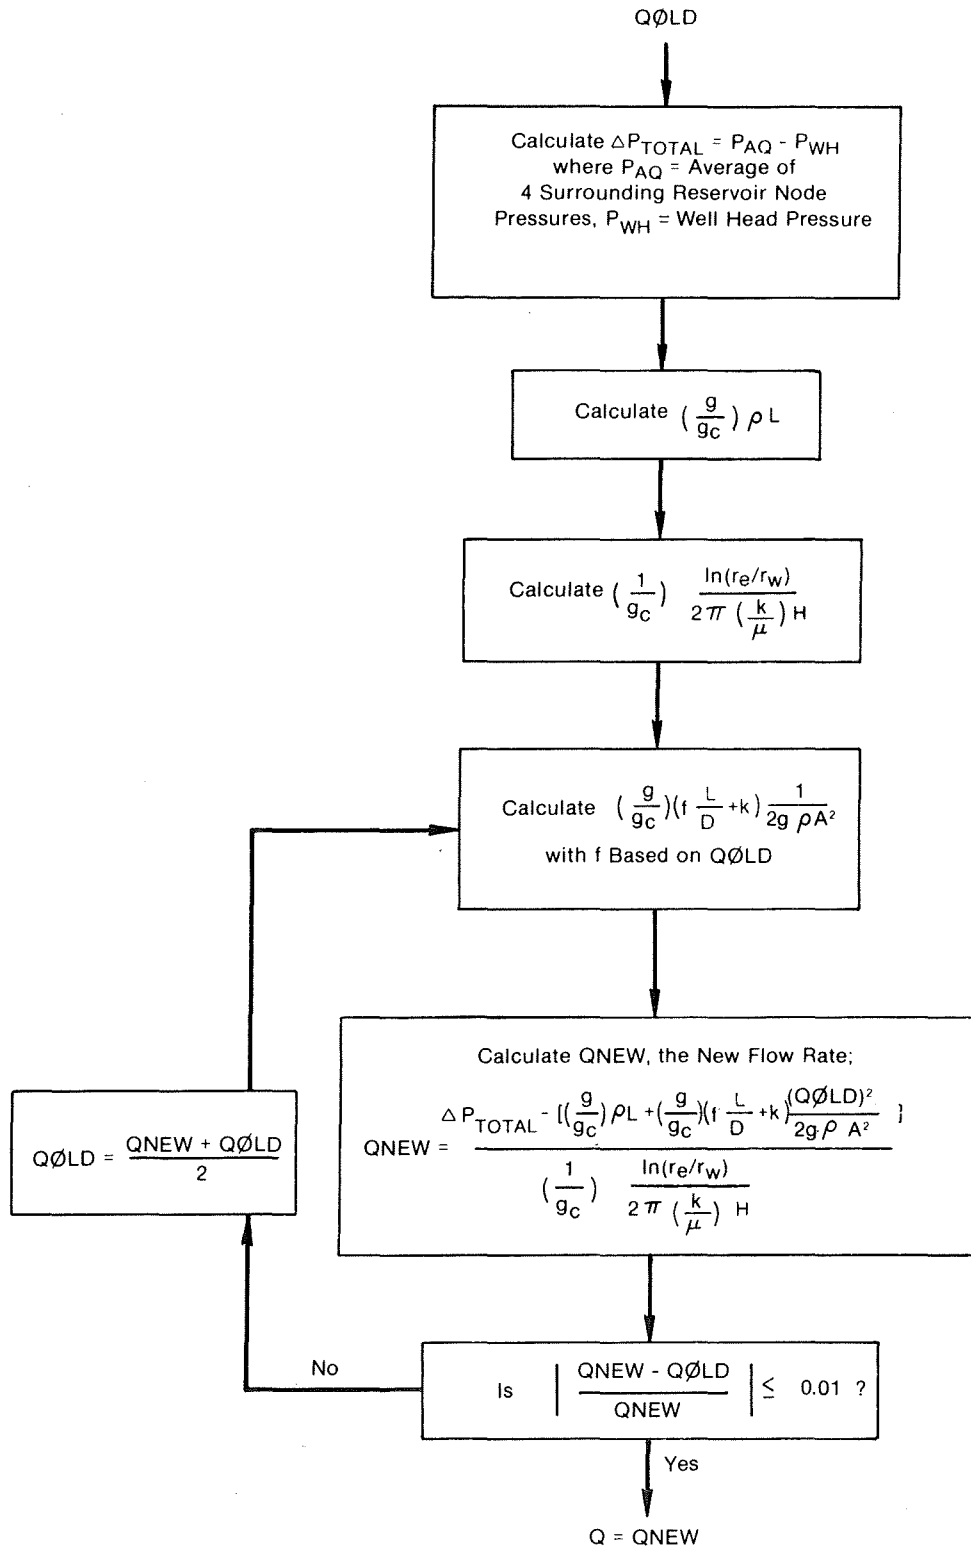 QØLD
Calculate △P_TOTAL = P_AQ - P_WH
where P_AQ = Average of
4 Surrounding Reservoir Node
Pressures, P_WH = Well Head Pressure
Calculate (g/g_c) ρ L
Calculate (1/g_c) ln(r_e/r_w) / 2π (k/μ) H
Calculate (g/g_c)(f L/D +k) 1/2g ρA²
with f Based on QØLD
Calculate QNEW, the New Flow Rate;
QNEW = △P_TOTAL - [(g/g_c) ρL + (g/g_c)(f L/D +k) (QØLD)²/2g ρ A² ] / (1/g_c) ln(r_e/r_w) / 2π (k/μ) H
QØLD = QNEW + QØLD / 2
No
Is | QNEW - QØLD / QNEW | ≤ 0.01 ?
Yes
Q = QNEW